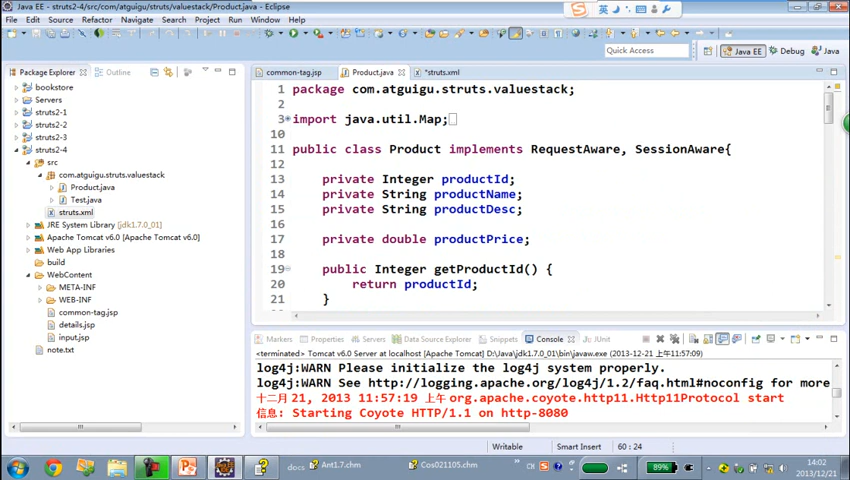 Java EE - struts2-4/src/com/atguigu/struts/valuestack/Product.java - Eclipse
英
File Edit Source Refactor Navigate Search Project Run Window Help
Quick Access
Java EE
Debug
Java
Package Explorer
Outline
bookstore
Servers
struts2-1
struts2-2
struts2-3
struts2-4
src
com.atguigu.struts.valuestack
Product.java
Test.java
struts.xml
JRE System Library [jdk1.7.0_01]
Apache Tomcat v6.0 [Apache Tomcat v6.0]
Web App Libraries
build
WebContent
META-INF
WEB-INF
common-tag.jsp
details.jsp
input.jsp
note.txt
common-tag.jsp
Product.java
*struts.xml
1 package com.atguigu.struts.valuestack;
2
3 import java.util.Map;
10
11 public class Product implements RequestAware, SessionAware{
12
13 private Integer productId;
14 private String productName;
15 private String productDesc;
16
17 private double productPrice;
18
19 public Integer getProductId() {
20 return productId;
21 }
Markers
Properties
Servers
Data Source Explorer
Snippets
Console
JUnit
<terminated> Tomcat v6.0 Server at localhost [Apache Tomcat] D:\Java\jdk1.7.0_01\bin\javaw.exe (2013-12-21 上午11:57:09)
log4j:WARN Please initialize the log4j system properly.
log4j:WARN See http://logging.apache.org/log4j/1.2/faq.html#noconfig for more
十二月 21, 2013 11:57:19 上午 org.apache.coyote.http11.Http11Protocol start
信息: Starting Coyote HTTP/1.1 on http-8080
Writable
Smart Insert
60 : 24
docs
Ant1.7.chm
Cos021105.chm
CH
89%
14:02
2013/12/21